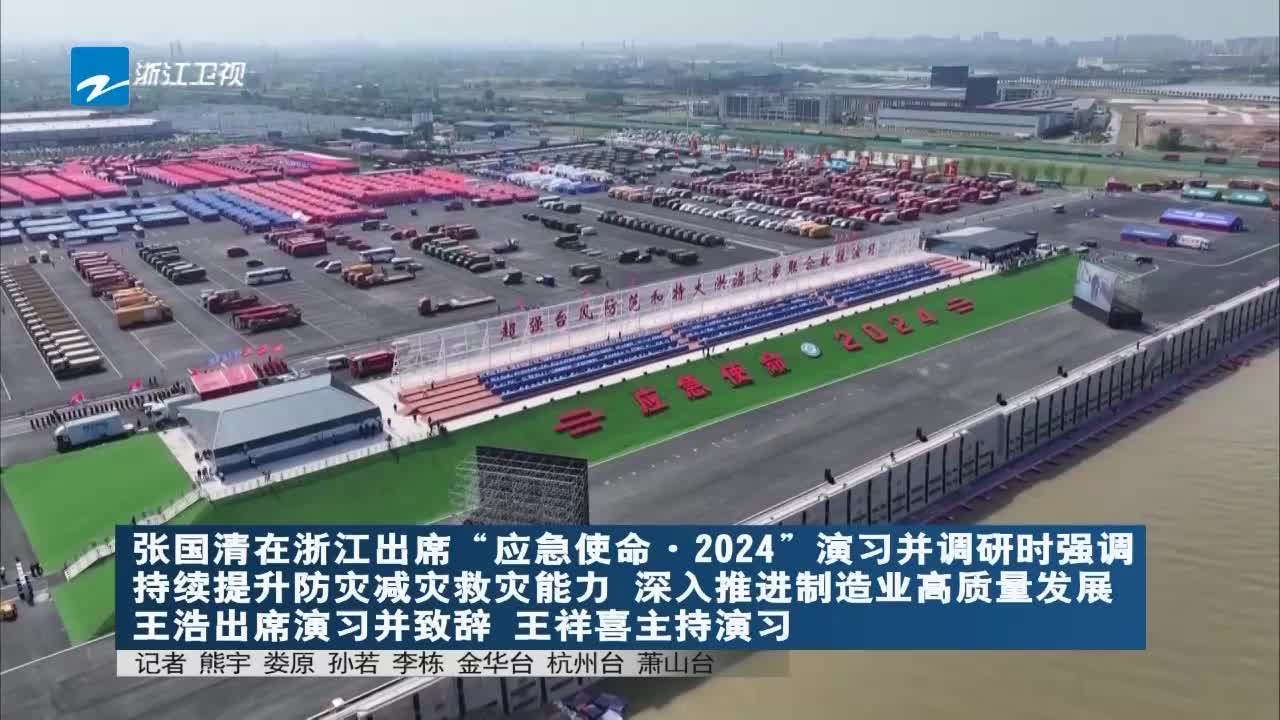 浙江卫视
超强台风防范和特大洪涝灾害联合救援演习
应急使命·2024
张国清在浙江出席“应急使命·2024”演习并调研时强调
持续提升防灾减灾救灾能力 深入推进制造业高质量发展
王浩出席演习并致辞 王祥喜主持演习
记者 熊宇 娄原 孙若 李栋 金华台 杭州台 萧山台